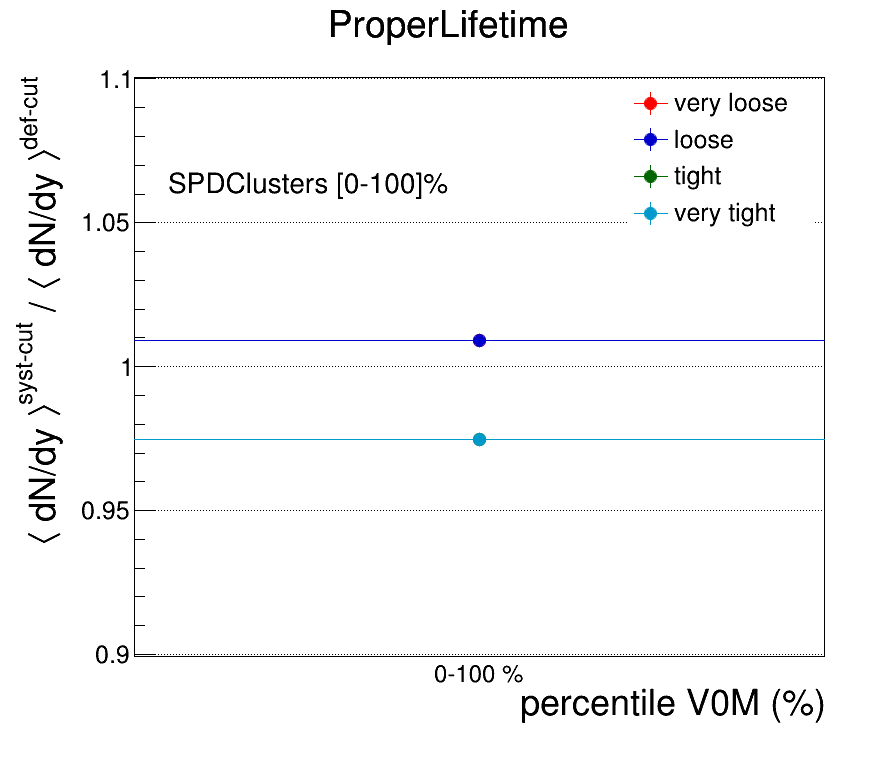 ProperLifetime
⟨ dN/dy ⟩^syst-cut / ⟨ dN/dy ⟩^def-cut
1.1
1.05
1
0.95
0.9
SPDClusters [0-100]%
very loose
loose
tight
very tight
0-100 %
percentile V0M (%)